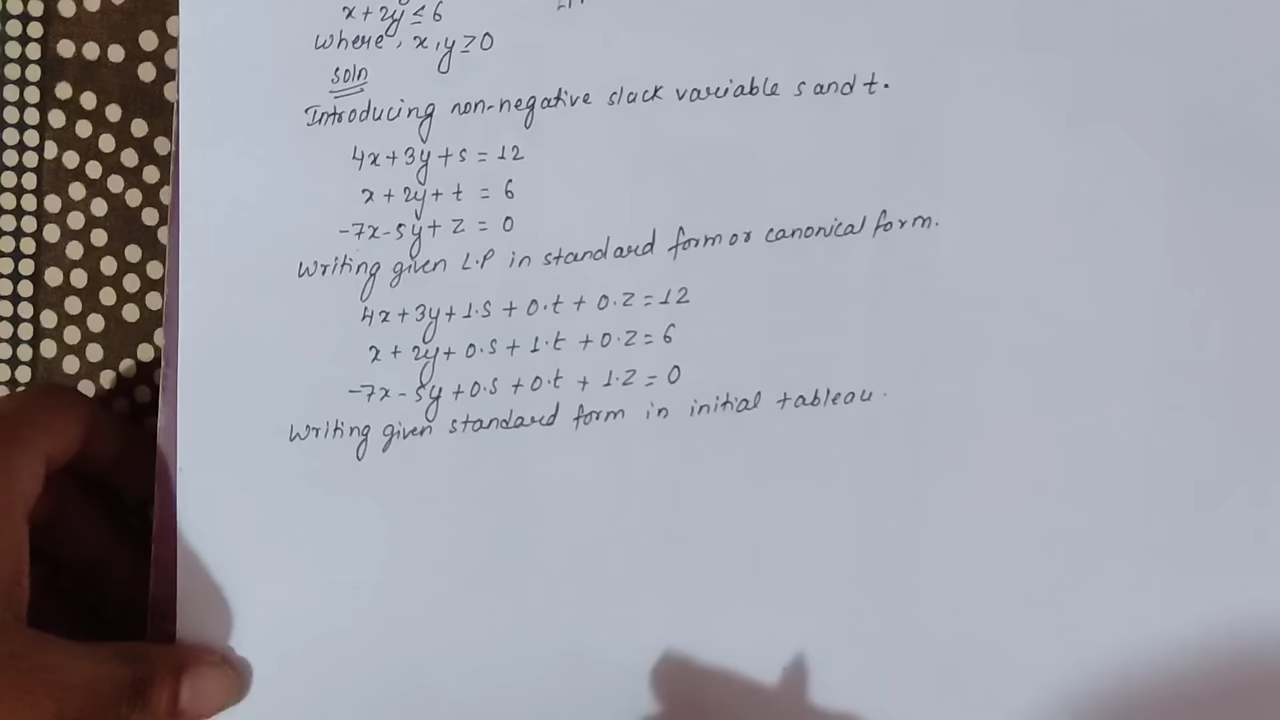 x + 2y ≤ 6
where, x,y ≥ 0
Soln
Introducing non-negative slack variable s and t.
4x + 3y + s = 12
x + 2y + t = 6
-7x - 5y + z = 0
Writing given L.P in standard form or canonical form.
4x + 3y + 1.s + 0.t + 0.z = 12
x + 2y + 0.s + 1.t + 0.z = 6
-7x - 5y + 0.s + 0.t + 1.z = 0
Writing given standard form in initial tableau.